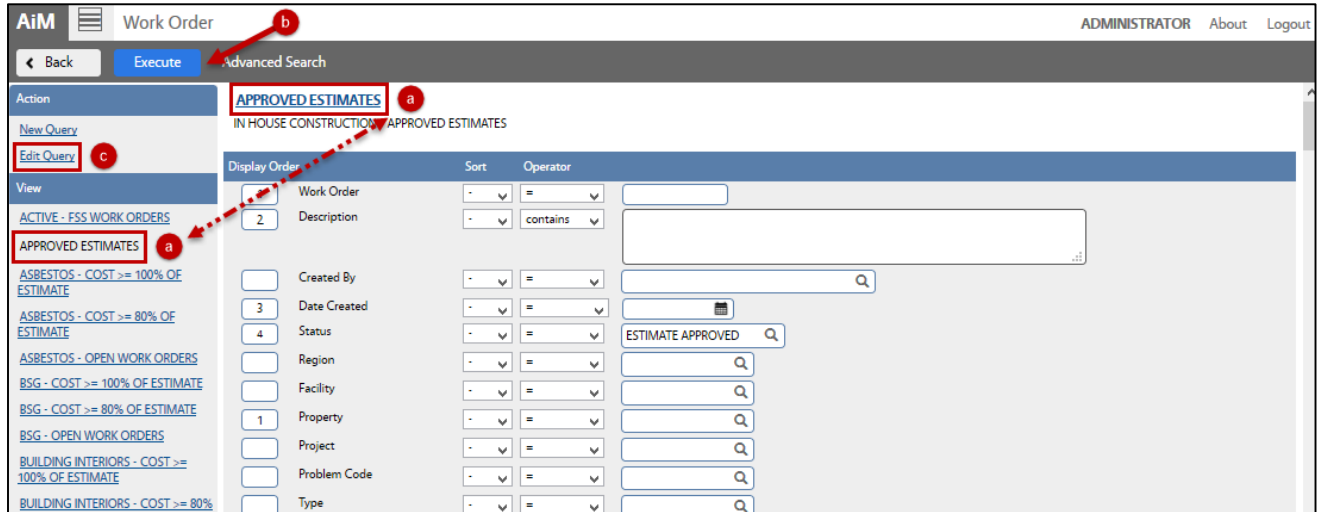 AiM Work Order b ADMINISTRATOR About Logout
Back Execute Advanced Search
Action
New Query
Edit Query c
View
ACTIVE - FSS WORK ORDERS
APPROVED ESTIMATES a
ASBESTOS - COST >= 100% OF
ESTIMATE
ASBESTOS - COST >= 80% OF
ESTIMATE
ASBESTOS - OPEN WORK ORDERS
BSG - COST >= 100% OF ESTIMATE
BSG - COST >= 80% OF ESTIMATE
BSG - OPEN WORK ORDERS
BUILDING INTERIORS - COST >=
100% OF ESTIMATE
BUILDING INTERIORS - COST >= 80%
APPROVED ESTIMATES a
IN HOUSE CONSTRUCTION APPROVED ESTIMATES
Display Order Sort Operator
Work Order - =
2 Description - contains
Created By - =
3 Date Created - =
4 Status - = ESTIMATE APPROVED
Region - =
Facility - =
1 Property - =
Project - =
Problem Code - =
Type - =